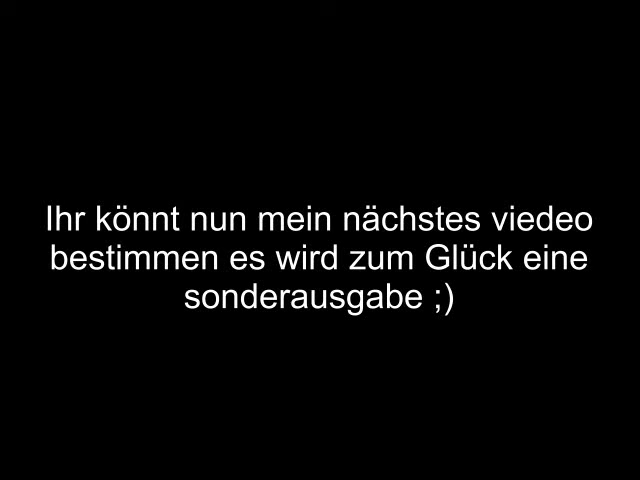 Ihr könnt nun mein nächstes viedeo
bestimmen es wird zum Glück eine
sonderausgabe ;)